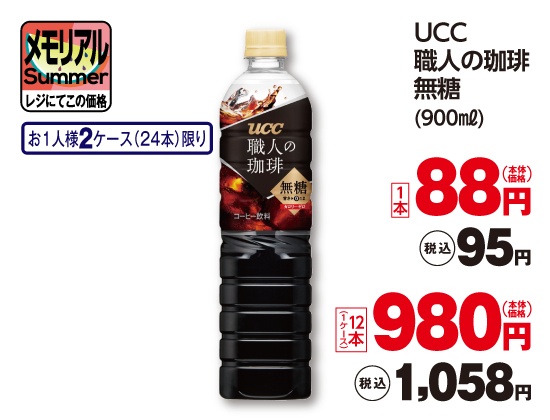 メモリアル
Summer
レジにてこの価格
お1人様2ケース(24本)限り
UCC
職人の珈琲
無糖
(900㎖)
ucc
職人の
珈琲
無糖
コーヒー飲料
1本 88円 (本体価格)
税込 95円
12本 (1ケース) 980円 (本体価格)
税込 1,058円